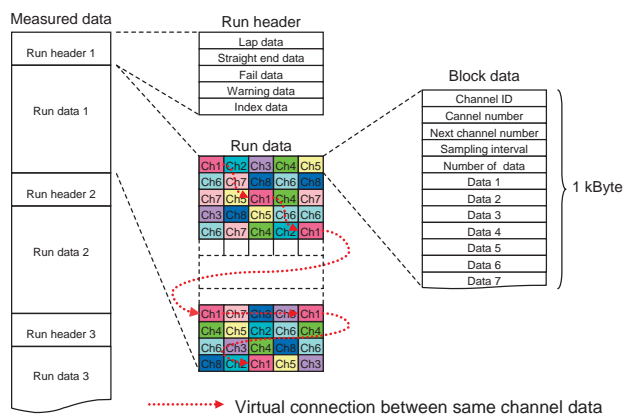 Measured data
Run header 1
Run data 1
Run header 2
Run data 2
Run header 3
Run data 3
Run header
Lap data
Straight end data
Fail data
Warning data
Index data
Run data
Ch1 Ch2 Ch3 Ch4 Ch5
Ch6 Ch7 Ch8 Ch6 Ch8
Ch7 Ch5 Ch1 Ch4 Ch7
Ch3 Ch8 Ch5 Ch6 Ch6
Ch6 Ch7 Ch4 Ch2 Ch1
Ch1 Ch7 Ch1
Ch4 Ch5 Ch2 Ch6 Ch4
Ch6 Ch3 Ch4 Ch8 Ch6
Ch8 Ch2 Ch1 Ch5 Ch3
Block data
Channel ID
Cannel number
Next channel number
Sampling interval
Number of data
Data 1
Data 2
Data 3
Data 4
Data 5
Data 6
Data 7
1 kByte
Virtual connection between same channel data